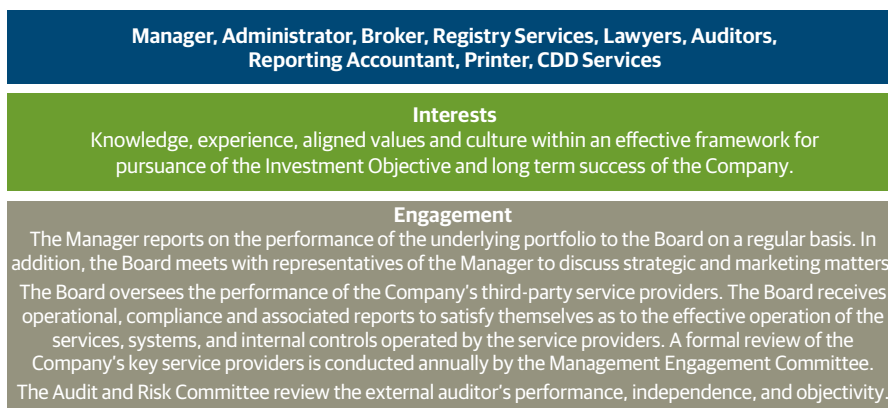 Manager, Administrator, Broker, Registry Services, Lawyers, Auditors,
Reporting Accountant, Printer, CDD Services
Interests
Knowledge, experience, aligned values and culture within an effective framework for
pursuance of the Investment Objective and long term success of the Company.
Engagement
The Manager reports on the performance of the underlying portfolio to the Board on a regular basis. In
addition, the Board meets with representatives of the Manager to discuss strategic and marketing matters
The Board oversees the performance of the Company's third-party service providers. The Board receives
operational, compliance and associated reports to satisfy themselves as to the effective operation of the
services, systems, and internal controls operated by the service providers. A formal review of the
Company's key service providers is conducted annually by the Management Engagement Committee.
The Audit and Risk Committee review the external auditor's performance, independence, and objectivity.